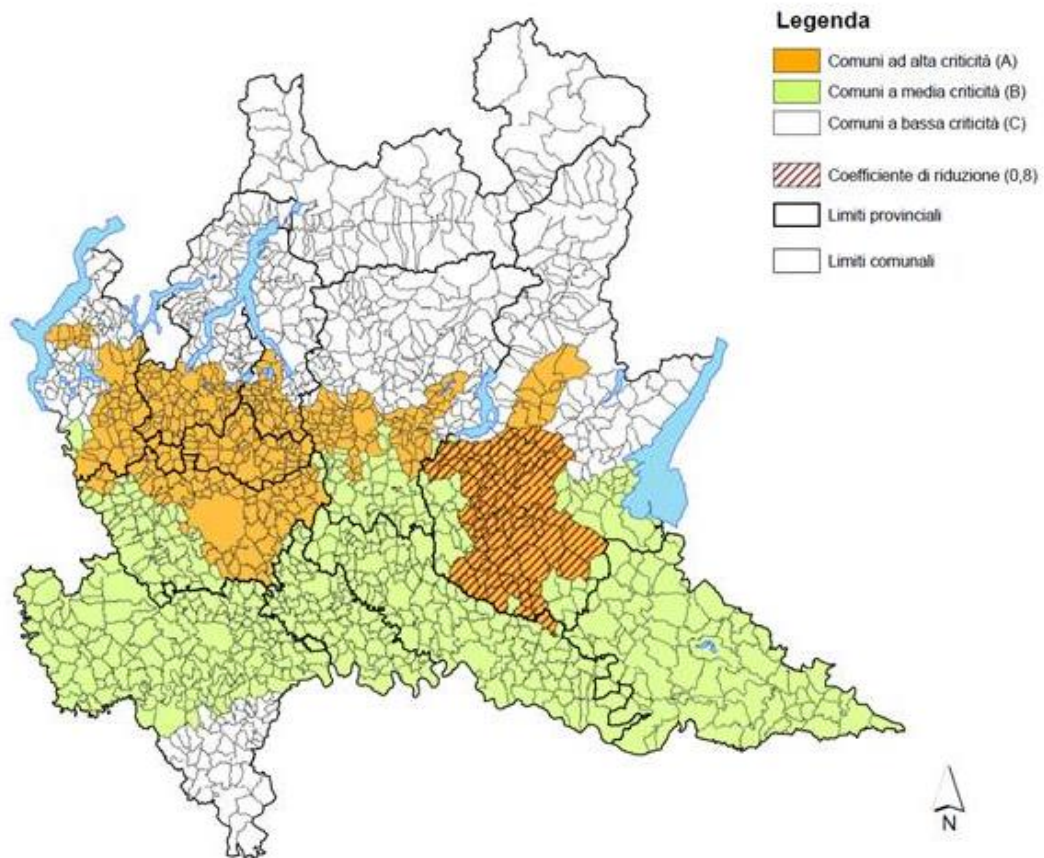 Legenda
Comuni ad alta criticità (A)
Comuni a media criticità (B)
Comuni a bassa criticità (C)
Coefficiente di riduzione (0,8)
Limiti provinciali
Limiti comunali
N